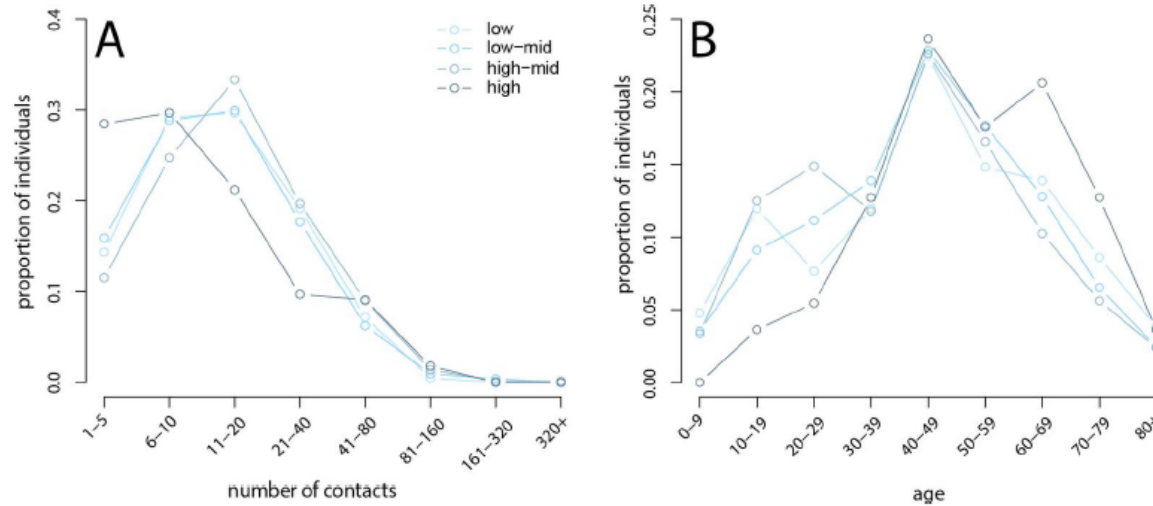 A
low
low-mid
high-mid
high
proportion of individuals
0.4
0.3
0.2
0.1
0.0
1-5
6-10
11-20
21-40
41-80
81-160
161-320
320+
number of contacts
B
proportion of individuals
0.25
0.20
0.15
0.10
0.05
0.00
0-9
10-19
20-29
30-39
40-49
50-59
60-69
70-79
age